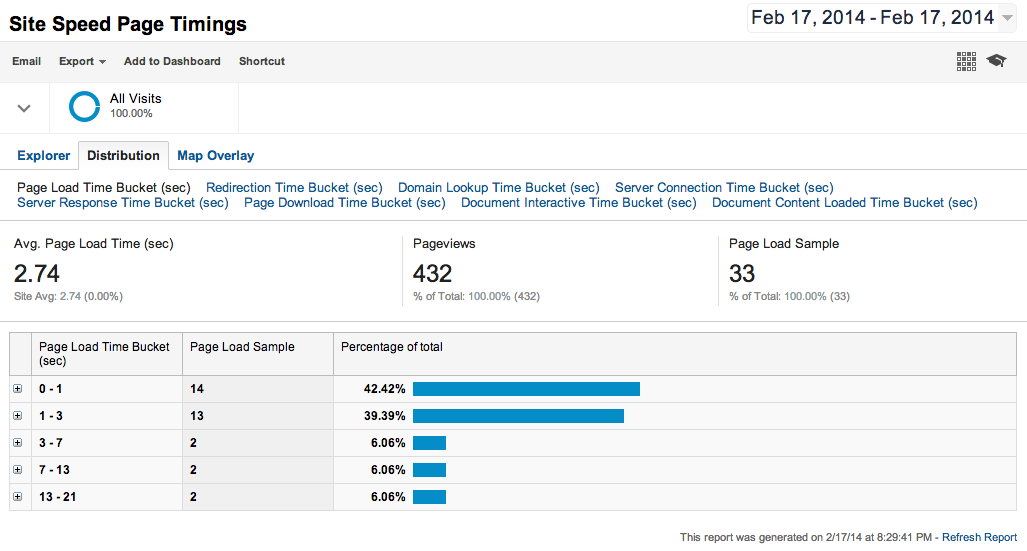 Site Speed Page Timings
Feb 17, 2014 - Feb 17, 2014
Email Export Add to Dashboard Shortcut
All Visits
100.00%
Explorer Distribution Map Overlay
Page Load Time Bucket (sec) Redirection Time Bucket (sec) Domain Lookup Time Bucket (sec) Server Connection Time Bucket (sec)
Server Response Time Bucket (sec) Page Download Time Bucket (sec) Document Interactive Time Bucket (sec) Document Content Loaded Time Bucket (sec)
Avg. Page Load Time (sec) Pageviews Page Load Sample
2.74 432 33
Site Avg: 2.74 (0.00%) % of Total: 100.00% (432) % of Total: 100.00% (33)
Page Load Time Bucket Page Load Sample Percentage of total
(sec)
0 - 1 14 42.42%
1 - 3 13 39.39%
3 - 7 2 6.06%
7 - 13 2 6.06%
13 - 21 2 6.06%
This report was generated on 2/17/14 at 8:29:41 PM - Refresh Report